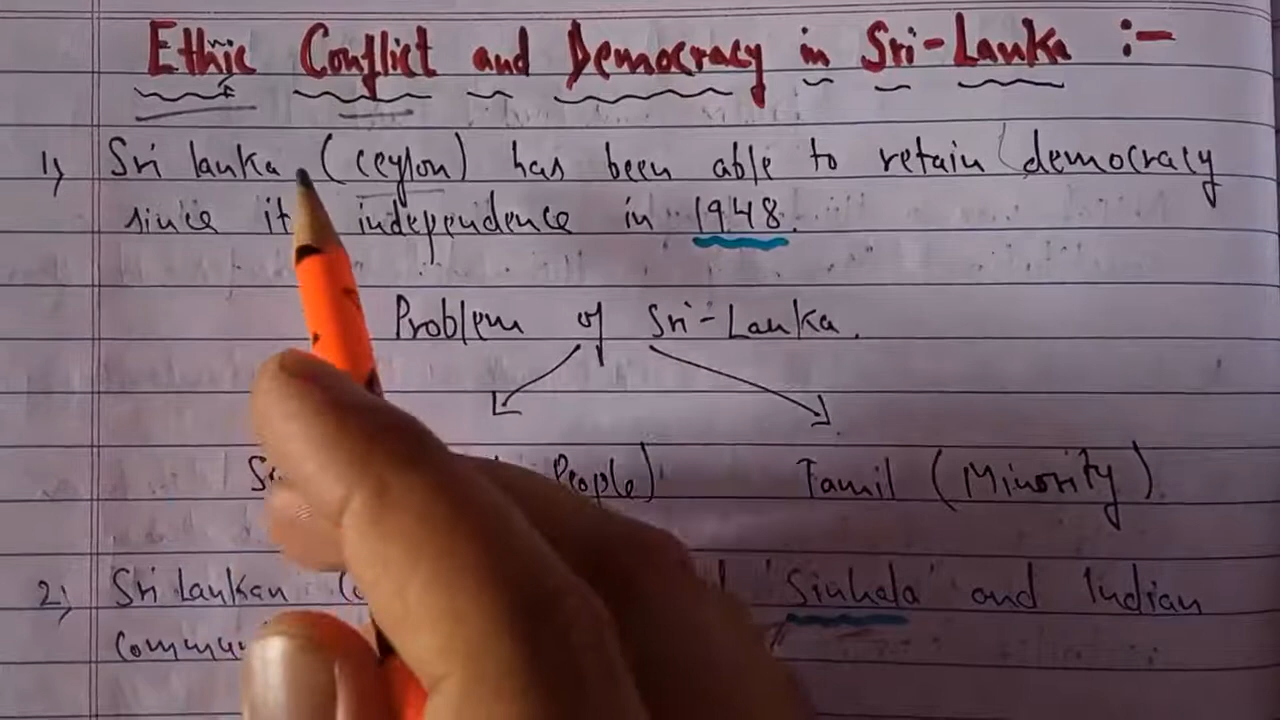 Ethic Conflict and Democracy in Sri-Lanka :-
1) Sri lanka (ceylon) has been able to retain democracy
since it independence in 1948.
Problem of Sri-Lanka.
People) Tamil (Minority)
2) Sri Lankan 'Sinhala' and Indian